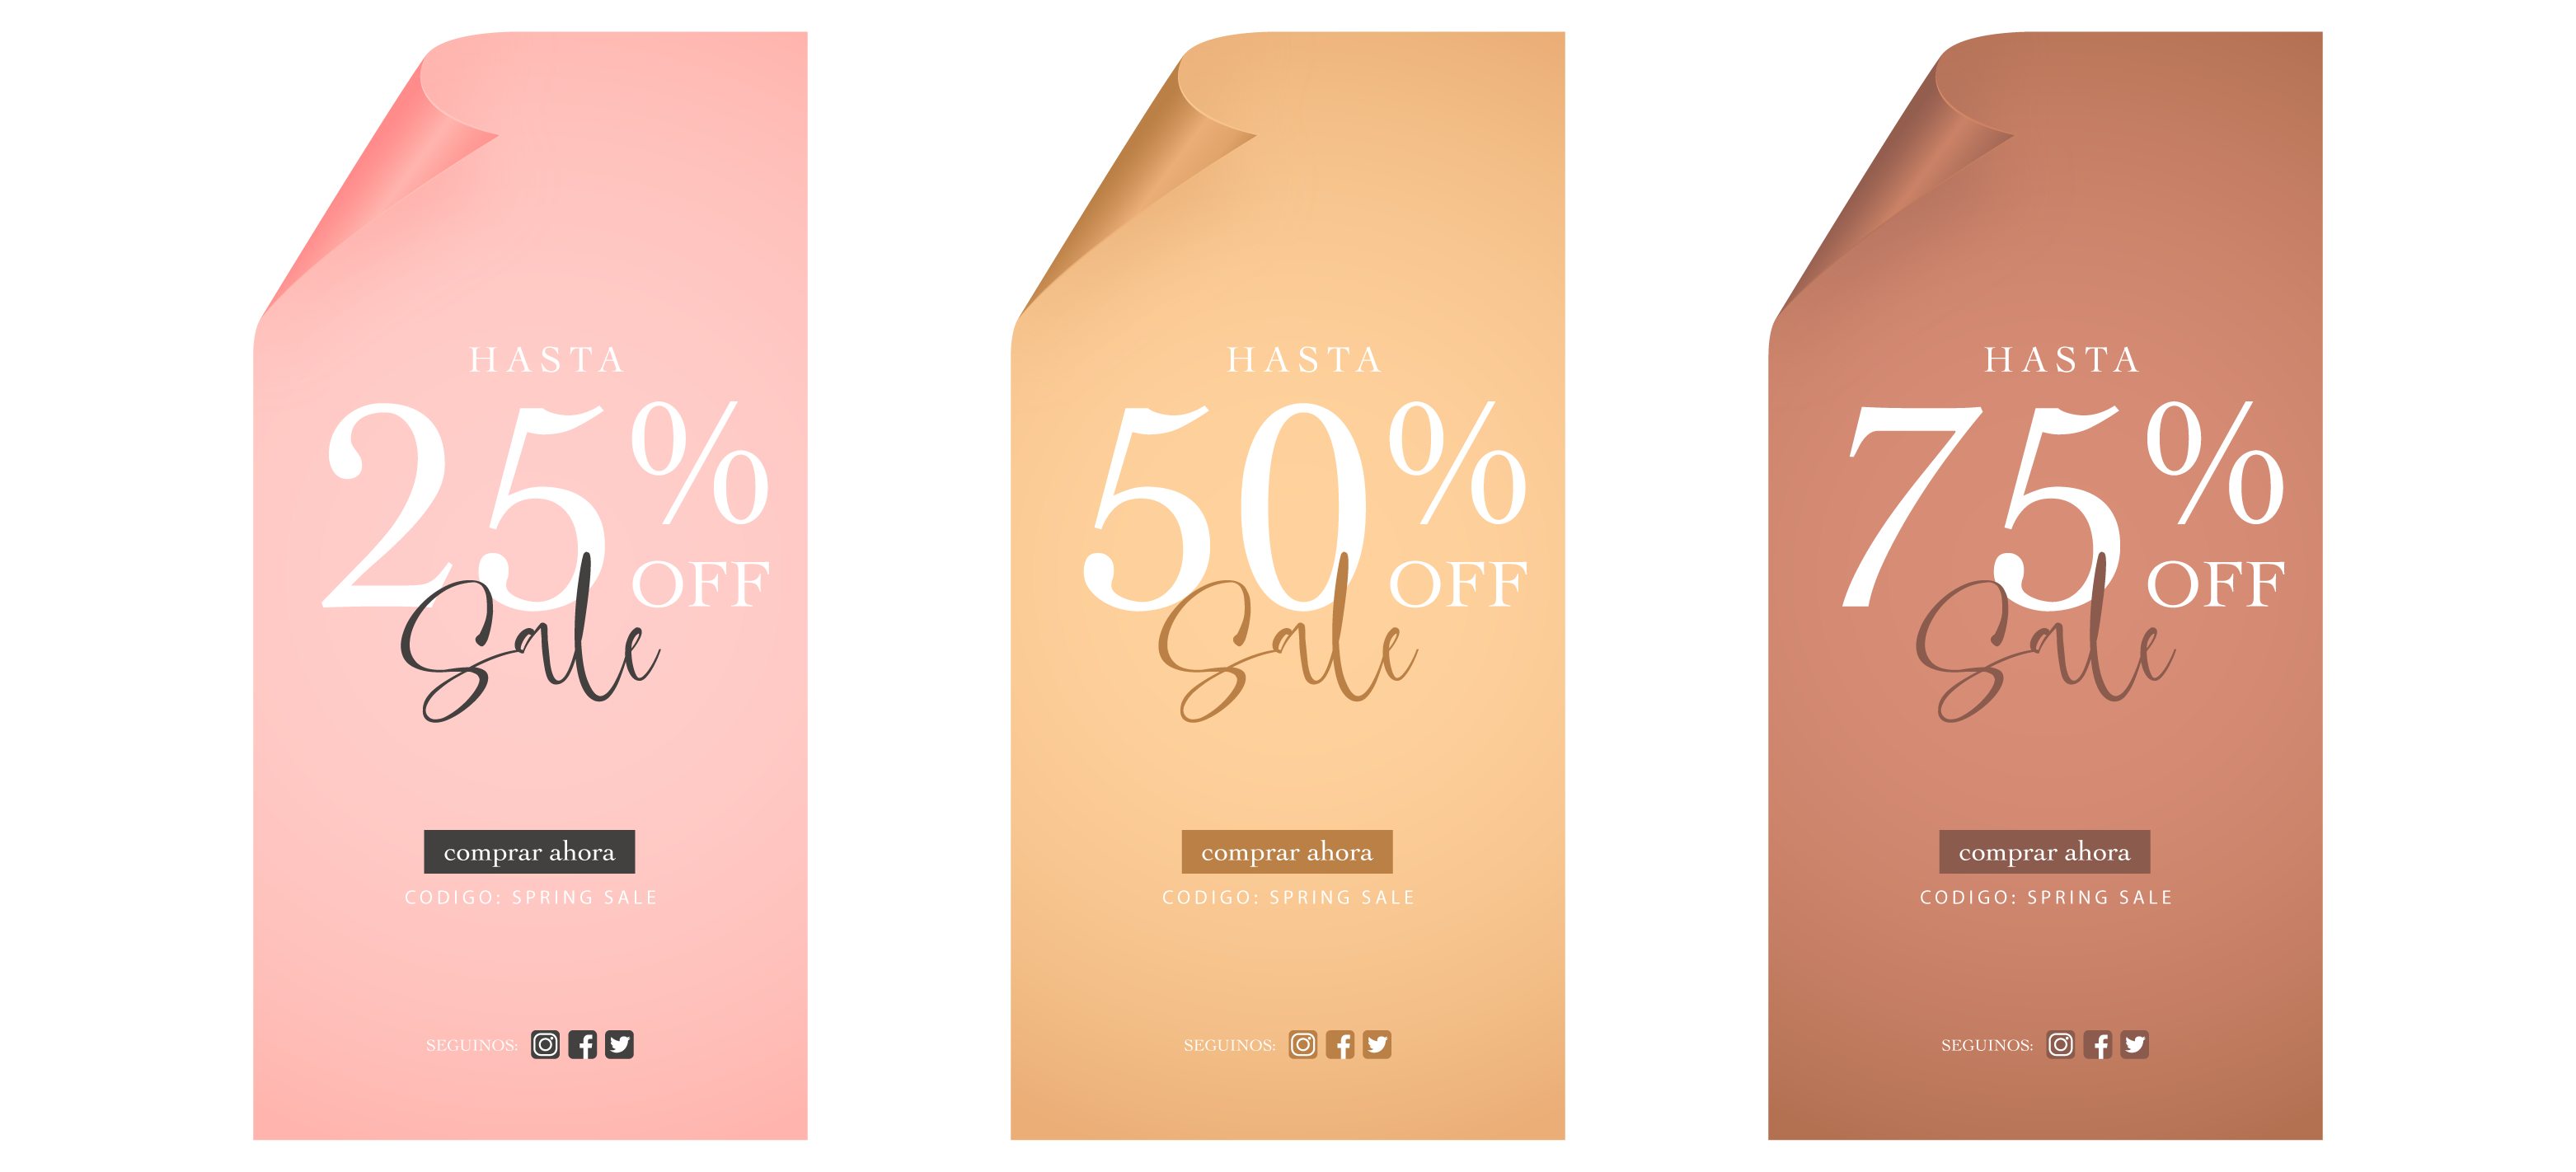 HASTA
25%
OFF
Sale
comprar ahora
CODIGO: SPRING SALE
SEGUINOS:
HASTA
50%
OFF
Sale
comprar ahora
CODIGO: SPRING SALE
SEGUINOS:
HASTA
75%
OFF
Sale
comprar ahora
CODIGO: SPRING SALE
SEGUINOS: